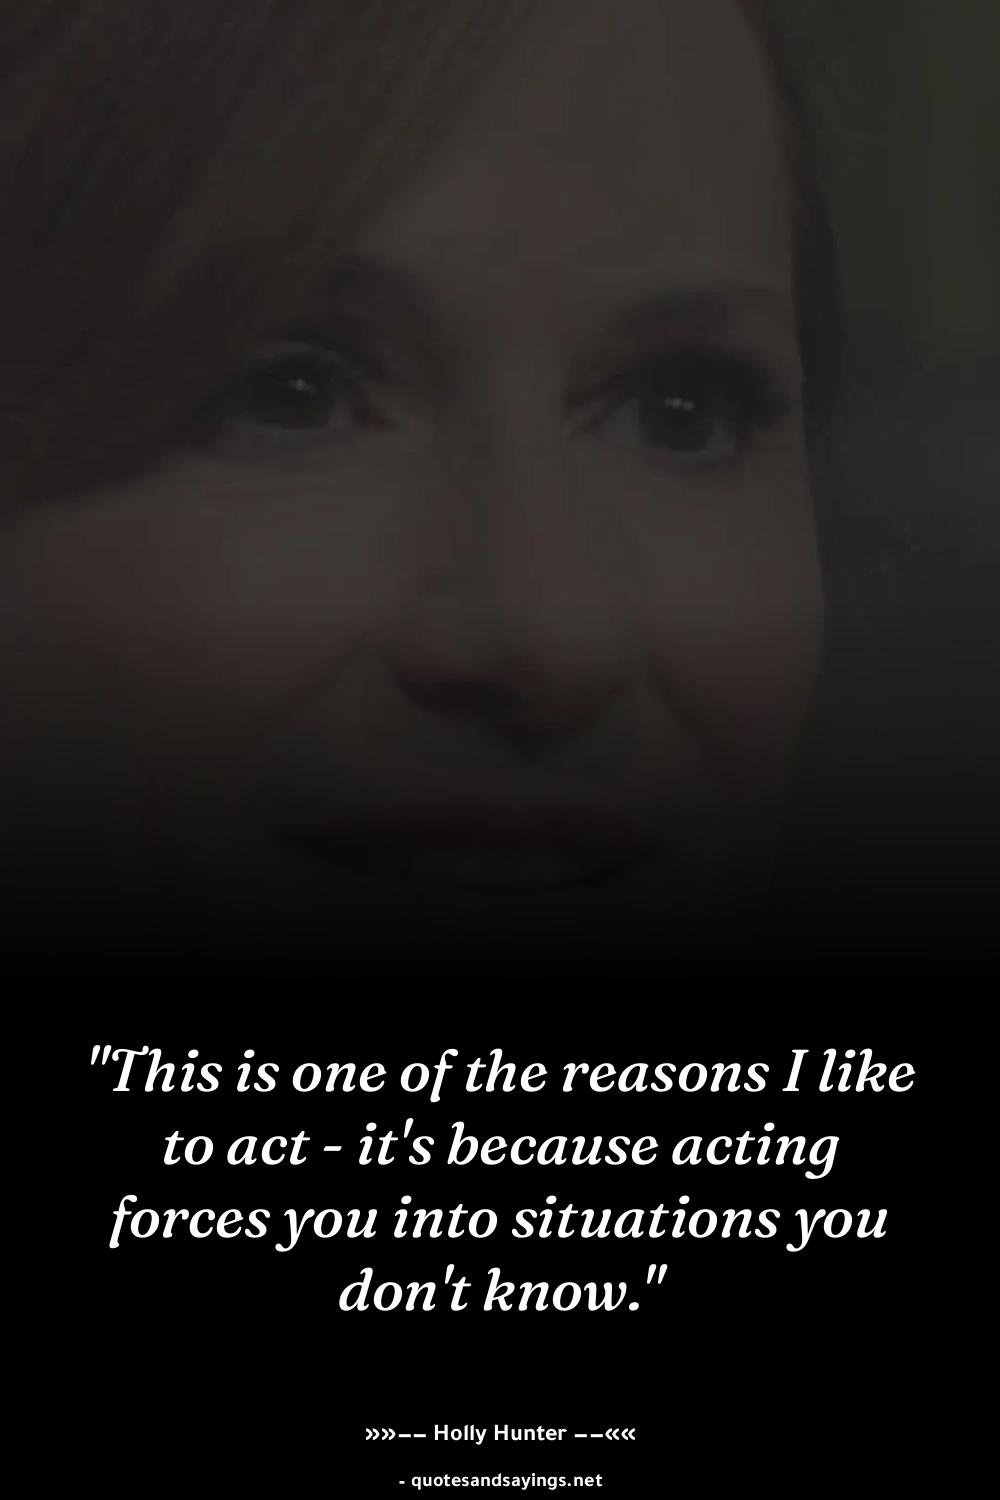 "This is one of the reasons I like
to act - it's because acting
forces you into situations you
don't know."
»»–– Holly Hunter ––««
- quotesandsayings.net